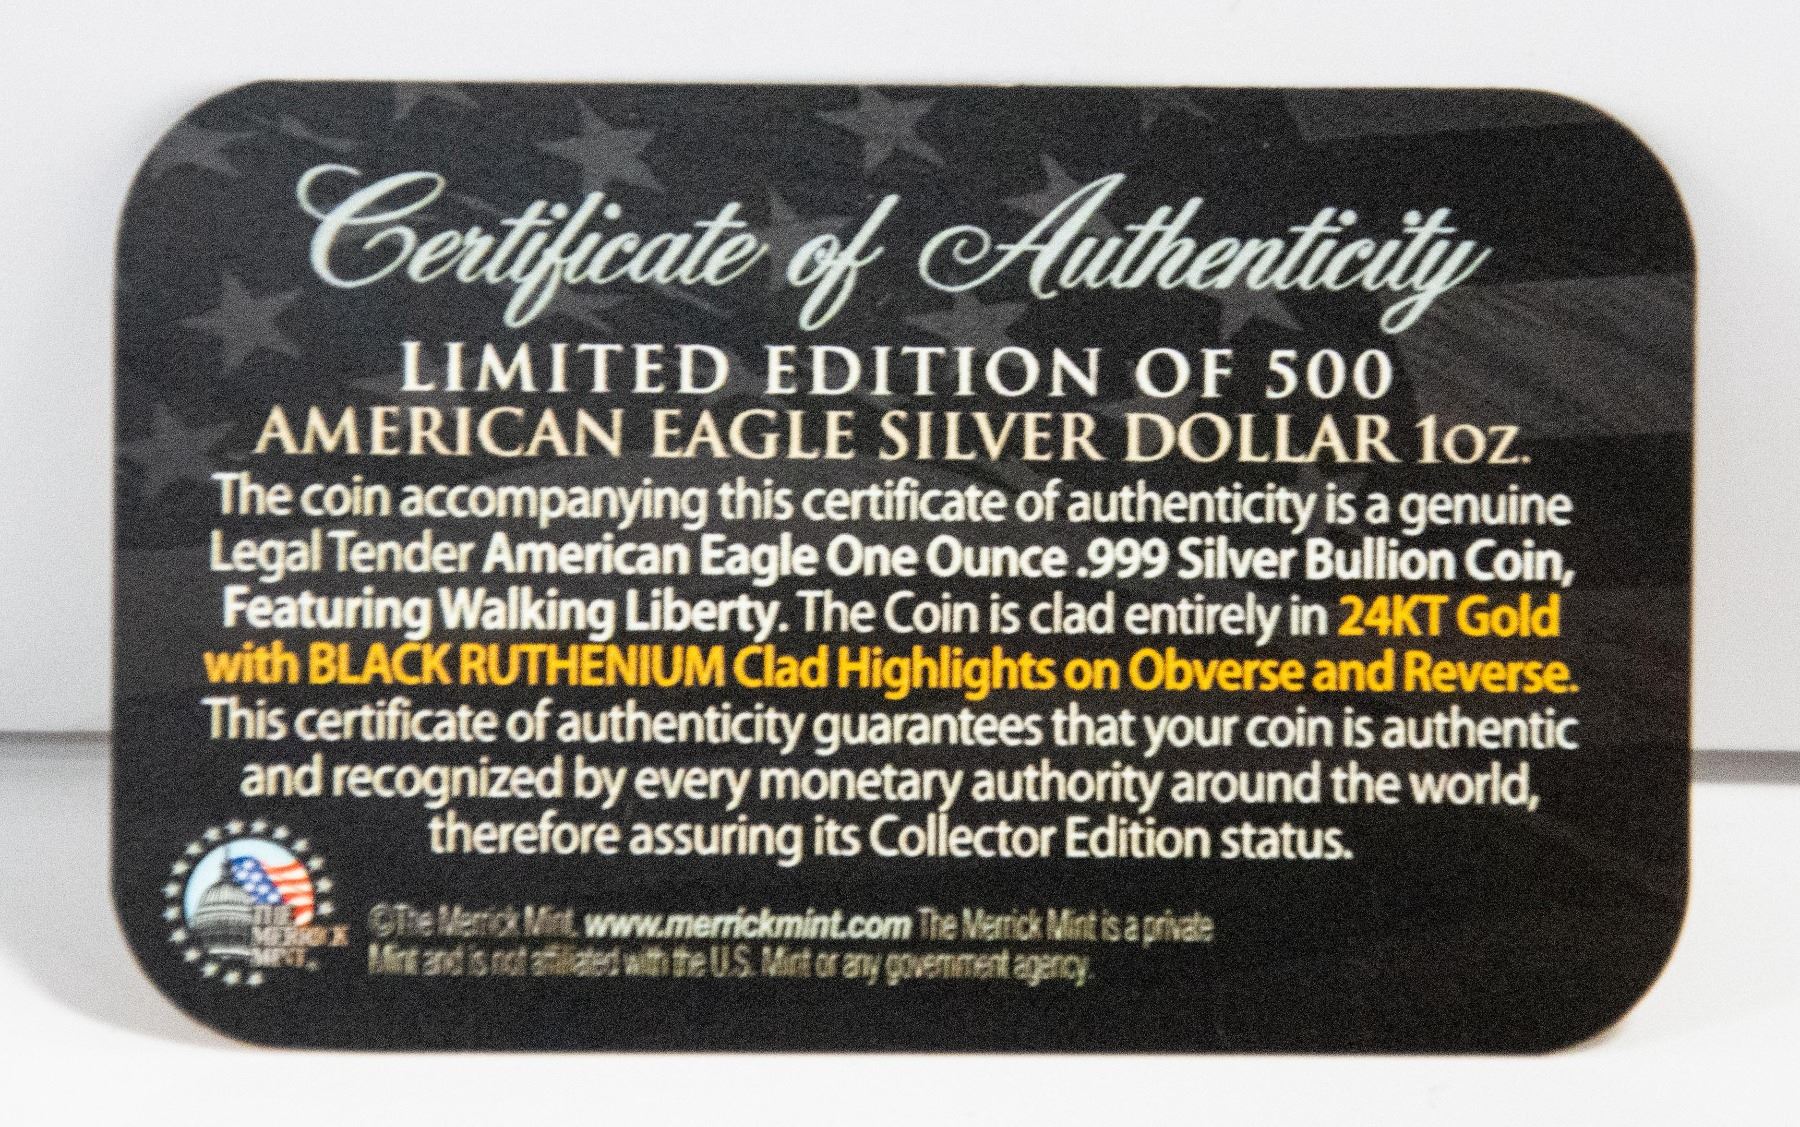 Certificate of Authenticity
LIMITED EDITION OF 500
AMERICAN EAGLE SILVER DOLLAR 1oz.
The coin accompanying this certificate of authenticity is a genuine
Legal Tender American Eagle One Ounce .999 Silver Bullion Coin,
Featuring Walking Liberty. The Coin is clad entirely in 24KT Gold
with BLACK RUTHENIUM Clad Highlights on Obverse and Reverse.
This certificate of authenticity guarantees that your coin is authentic
and recognized by every monetary authority around the world,
therefore assuring its Collector Edition status.
THE
MERRICK
MINT
©The Merrick Mint. www.merrickmint.com The Merrick Mint is a private
Mint and is not affiliated with the U.S. Mint or any government agency.